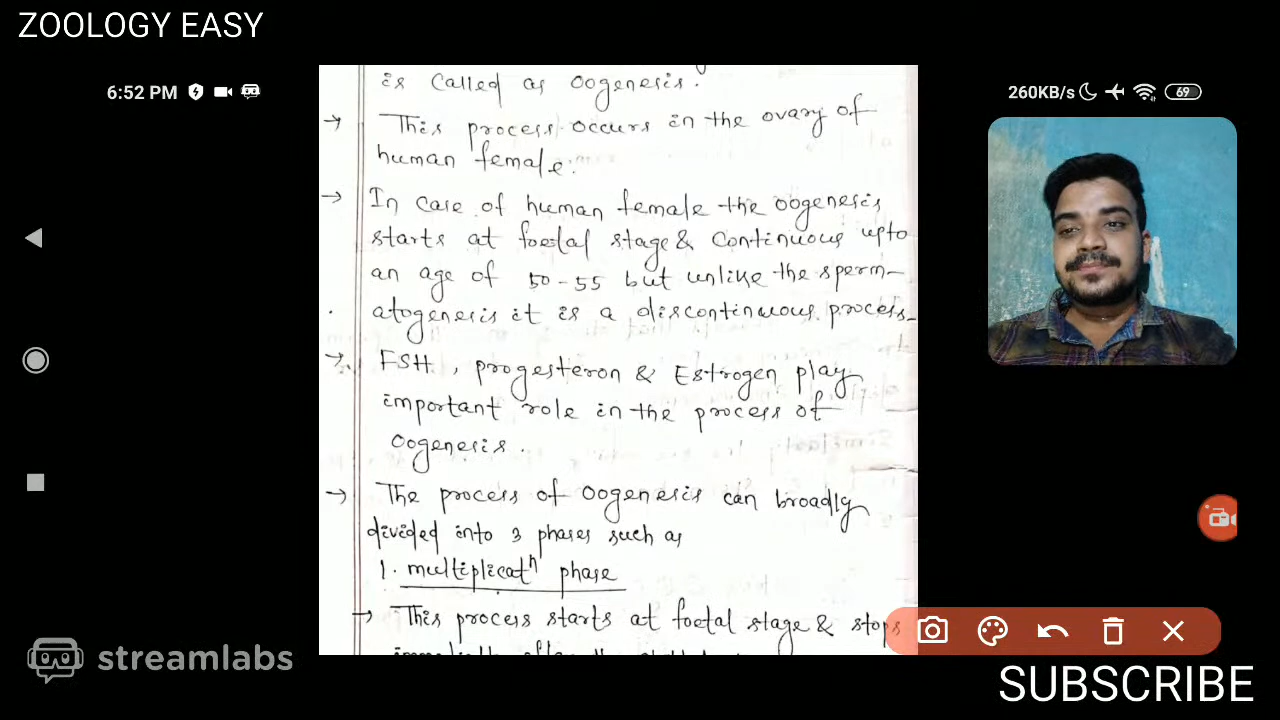 ZOOLOGY EASY
6:52 PM
260KB/s
69
is called as oogenesis.
→ This process occurs in the ovary of
human female.
→ In case of human female the oogenesis
starts at foetal stage & continuous upto
an age of 50-55 but unlike the sperm-
atogenesis it is a discontinuous process.
→ FSH, progesteron & Estrogen play
important role in the process of
oogenesis.
→ The process of oogenesis can broadly
divided into 3 phases such as
1. multiplicatⁿ phase
→ This process starts at foetal stage & stops
streamlabs
SUBSCRIBE